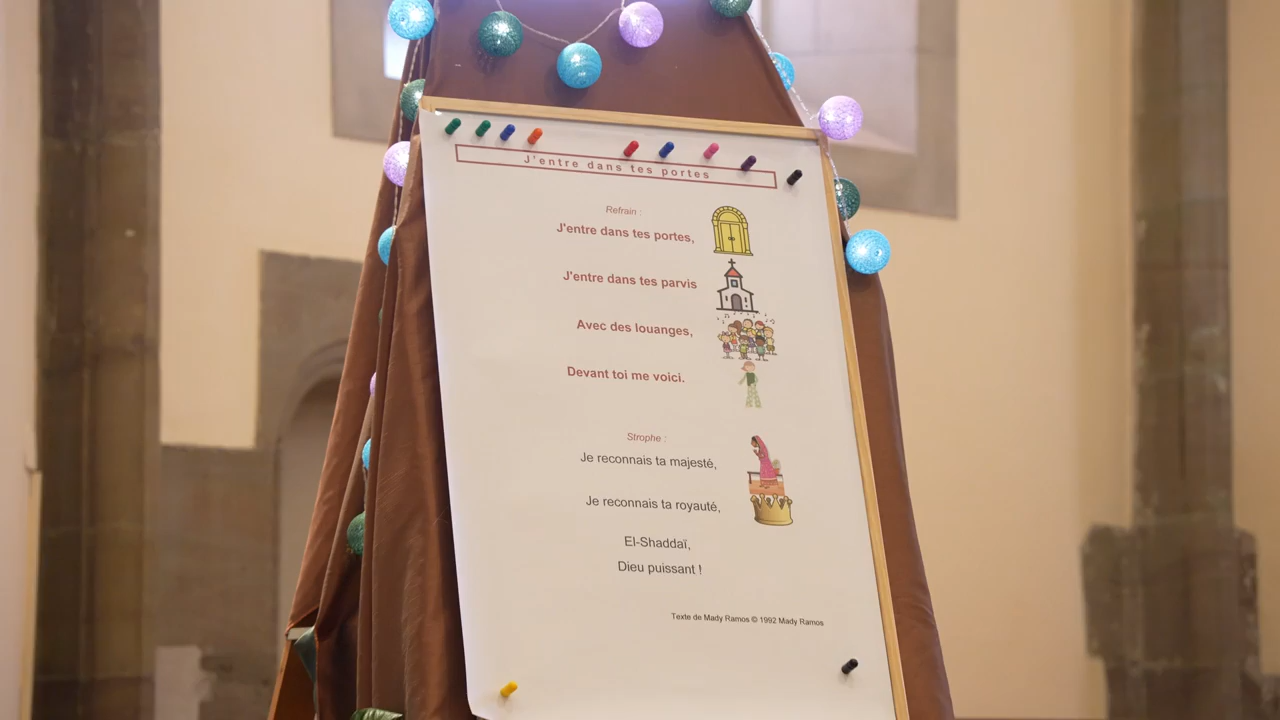 J'entre dans tes portes
Refrain :
J'entre dans tes portes,
J'entre dans tes parvis
Avec des louanges,
Devant toi me voici.
Strophe :
Je reconnais ta majesté,
Je reconnais ta royauté,
El-Shaddaï,
Dieu puissant !
Texte de Mady Ramos © 1992 Mady Ramos